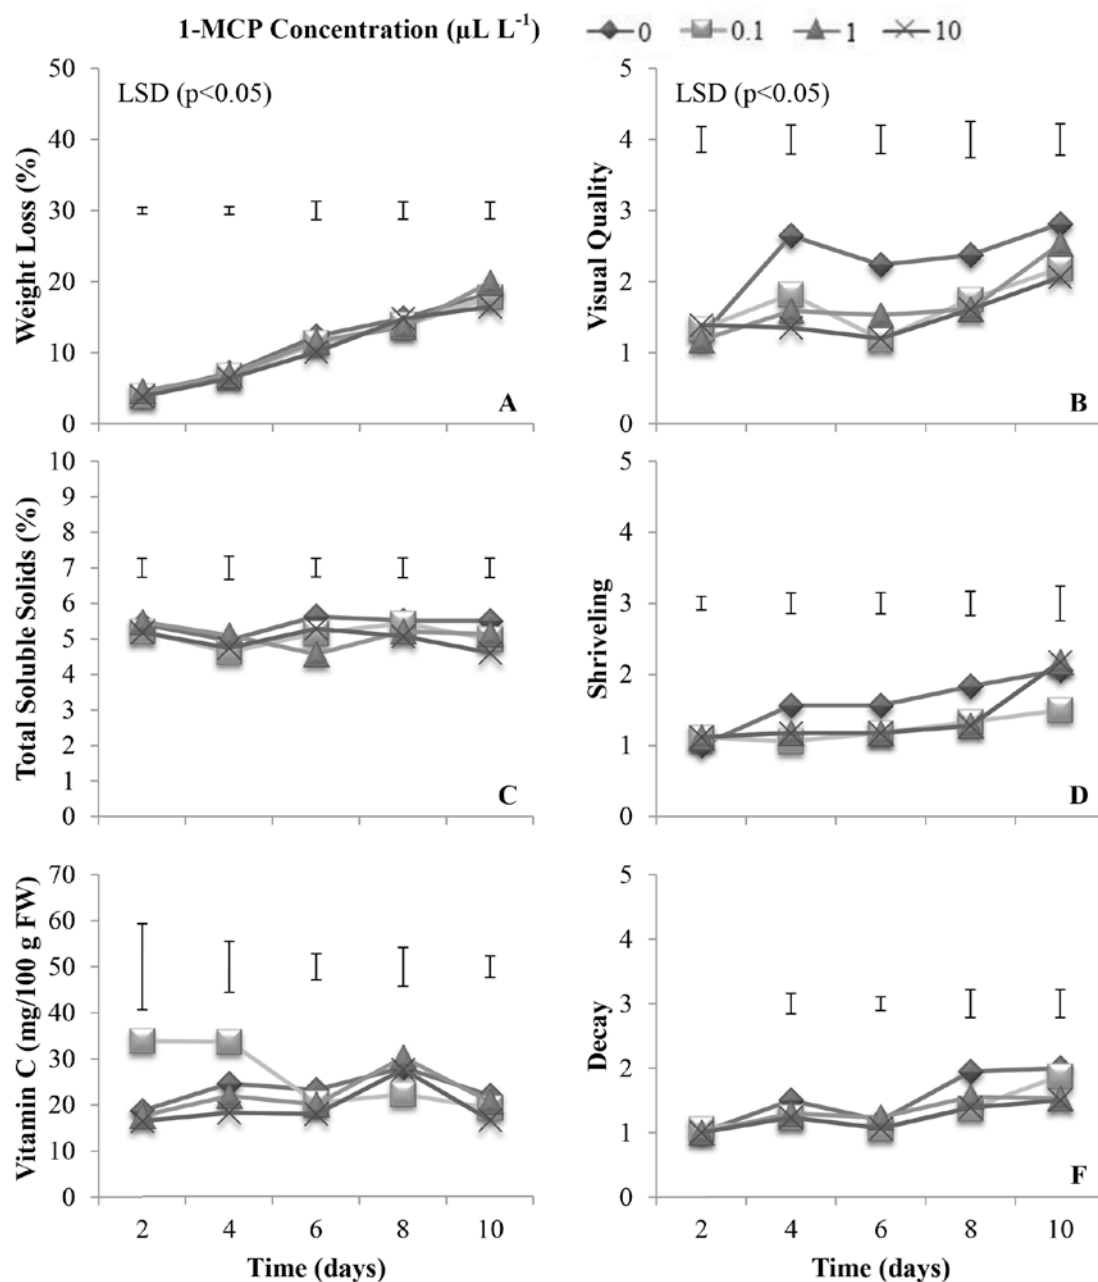 1-MCP Concentration (µL L-1) 0 0.1 1 10
50
40
30
20
10
0
Weight Loss (%)
LSD (p<0.05)
A
5
4
3
2
1
0
Visual Quality
LSD (p<0.05)
B
10
9
8
7
6
5
4
3
2
1
0
Total Soluble Solids (%)
C
5
4
3
2
1
0
Shriveling
D
70
60
50
40
30
20
10
0
Vitamin C (mg/100 g FW)
2 4 6 8 10
Time (days)
5
4
3
2
1
0
Decay
F
2 4 6 8 10
Time (days)